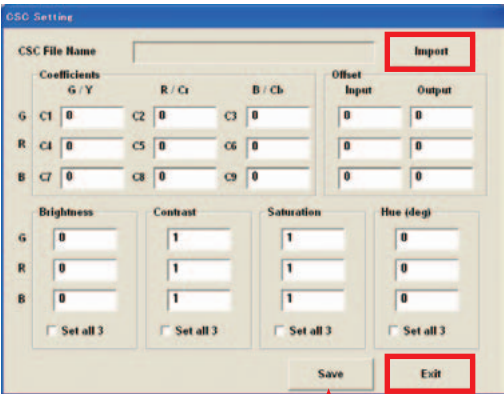 CSC Setting
CSC File Name Import
Coefficients Offset
G / Y R / Cr B / Cb Input Output
G C1 0 C2 0 C3 0 0 0
R C4 0 C5 0 C6 0 0 0
B C7 0 C8 0 C9 0 0 0
Brightness Contrast Saturation Hue (deg)
G 0 1 1 0
R 0 1 1 0
B 0 1 1 0
Set all 3 Set all 3 Set all 3 Set all 3
Save Exit